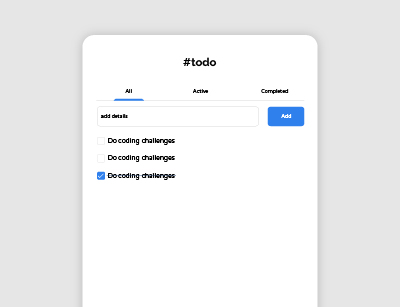 #todo
All Active Completed
add details Add
Do coding challenges
Do coding challenges
Do coding challenges